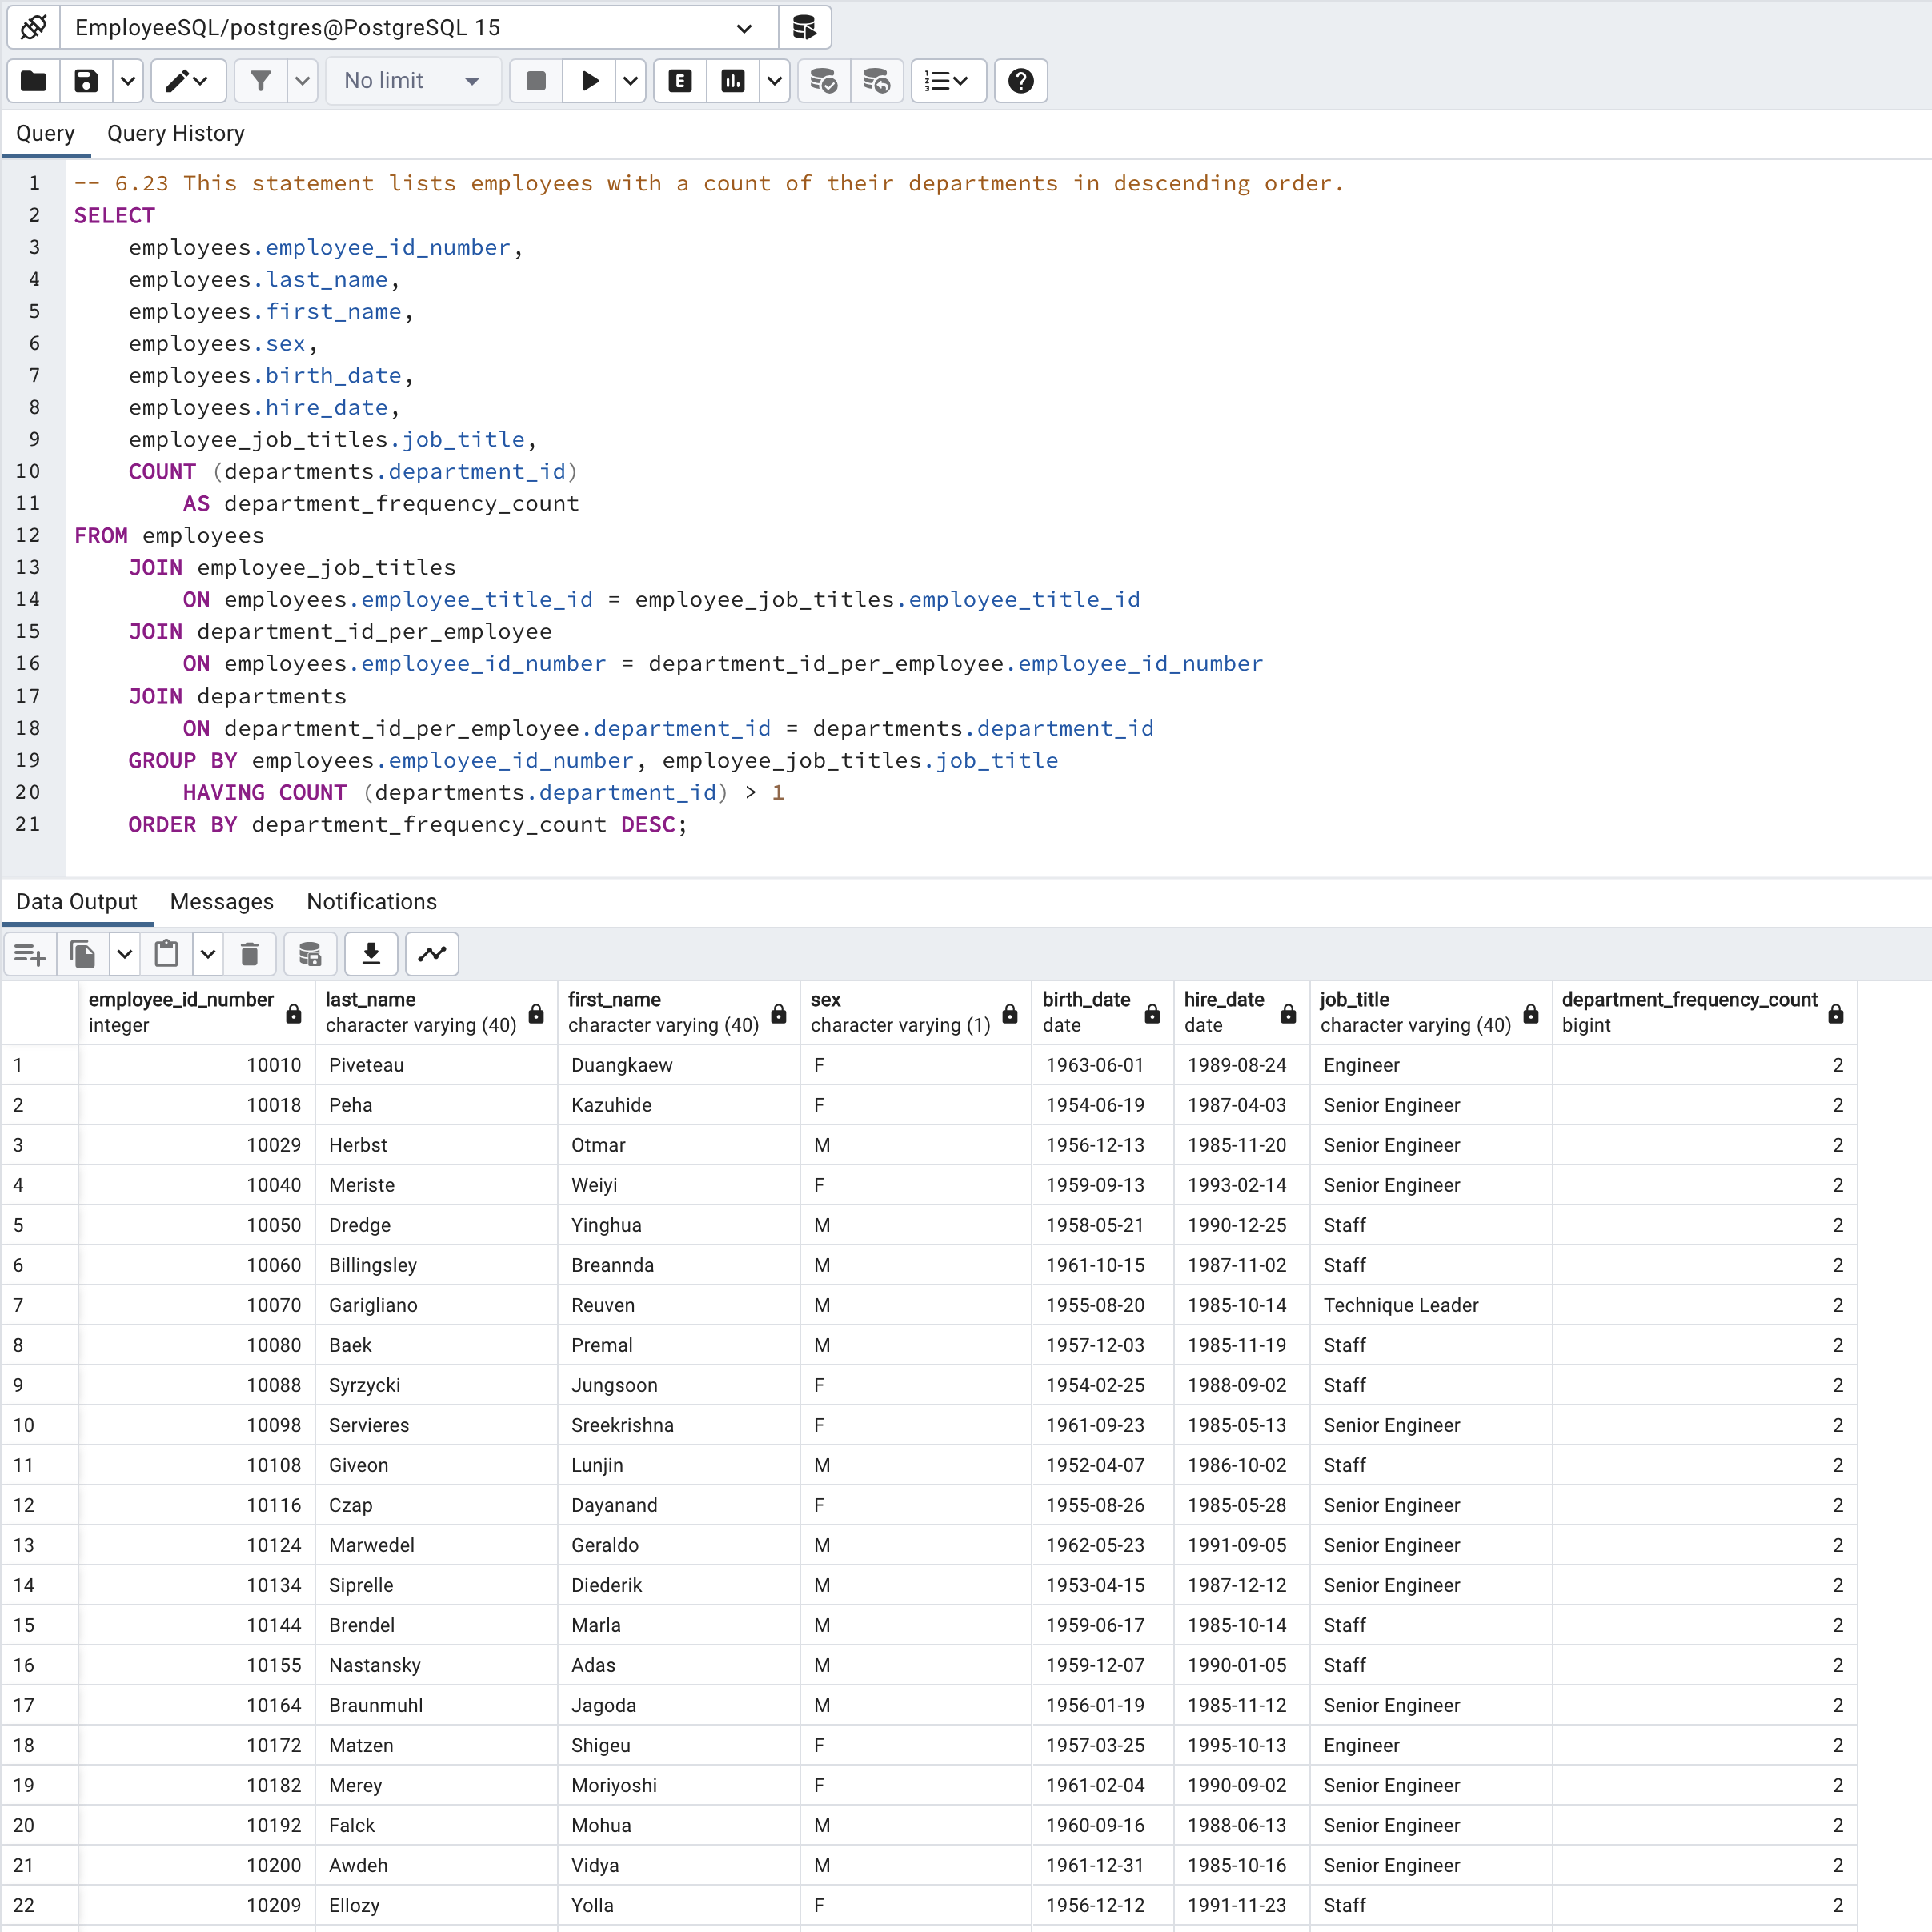 EmployeeSQL/postgres@PostgreSQL 15
No limit
E
Query Query History
1 -- 6.23 This statement lists employees with a count of their departments in descending order.
2 SELECT
3 employees.employee_id_number,
4 employees.last_name,
5 employees.first_name,
6 employees.sex,
7 employees.birth_date,
8 employees.hire_date,
9 employee_job_titles.job_title,
10 COUNT (departments.department_id)
11 AS department_frequency_count
12 FROM employees
13 JOIN employee_job_titles
14 ON employees.employee_title_id = employee_job_titles.employee_title_id
15 JOIN department_id_per_employee
16 ON employees.employee_id_number = department_id_per_employee.employee_id_number
17 JOIN departments
18 ON department_id_per_employee.department_id = departments.department_id
19 GROUP BY employees.employee_id_number, employee_job_titles.job_title
20 HAVING COUNT (departments.department_id) > 1
21 ORDER BY department_frequency_count DESC;
Data Output Messages Notifications
employee_id_number last_name first_name sex birth_date hire_date job_title department_frequency_count
integer character varying (40) character varying (40) character varying (1) date date character varying (40) bigint
1 10010 Piveteau Duangkaew F 1963-06-01 1989-08-24 Engineer 2
2 10018 Peha Kazuhide F 1954-06-19 1987-04-03 Senior Engineer 2
3 10029 Herbst Otmar M 1956-12-13 1985-11-20 Senior Engineer 2
4 10040 Meriste Weiyi F 1959-09-13 1993-02-14 Senior Engineer 2
5 10050 Dredge Yinghua M 1958-05-21 1990-12-25 Staff 2
6 10060 Billingsley Breannda M 1961-10-15 1987-11-02 Staff 2
7 10070 Garigliano Reuven M 1955-08-20 1985-10-14 Technique Leader 2
8 10080 Baek Premal M 1957-12-03 1985-11-19 Staff 2
9 10088 Syrzycki Jungsoon F 1954-02-25 1988-09-02 Staff 2
10 10098 Servieres Sreekrishna F 1961-09-23 1985-05-13 Senior Engineer 2
11 10108 Giveon Lunjin M 1952-04-07 1986-10-02 Staff 2
12 10116 Czap Dayanand F 1955-08-26 1985-05-28 Senior Engineer 2
13 10124 Marwedel Geraldo M 1962-05-23 1991-09-05 Senior Engineer 2
14 10134 Siprelle Diederik M 1953-04-15 1987-12-12 Senior Engineer 2
15 10144 Brendel Marla M 1959-06-17 1985-10-14 Staff 2
16 10155 Nastansky Adas M 1959-12-07 1990-01-05 Staff 2
17 10164 Braunmuhl Jagoda M 1956-01-19 1985-11-12 Senior Engineer 2
18 10172 Matzen Shigeu F 1957-03-25 1995-10-13 Engineer 2
19 10182 Merey Moriyoshi F 1961-02-04 1990-09-02 Senior Engineer 2
20 10192 Falck Mohua M 1960-09-16 1988-06-13 Senior Engineer 2
21 10200 Awdeh Vidya M 1961-12-31 1985-10-16 Senior Engineer 2
22 10209 Ellozy Yolla F 1956-12-12 1991-11-23 Staff 2